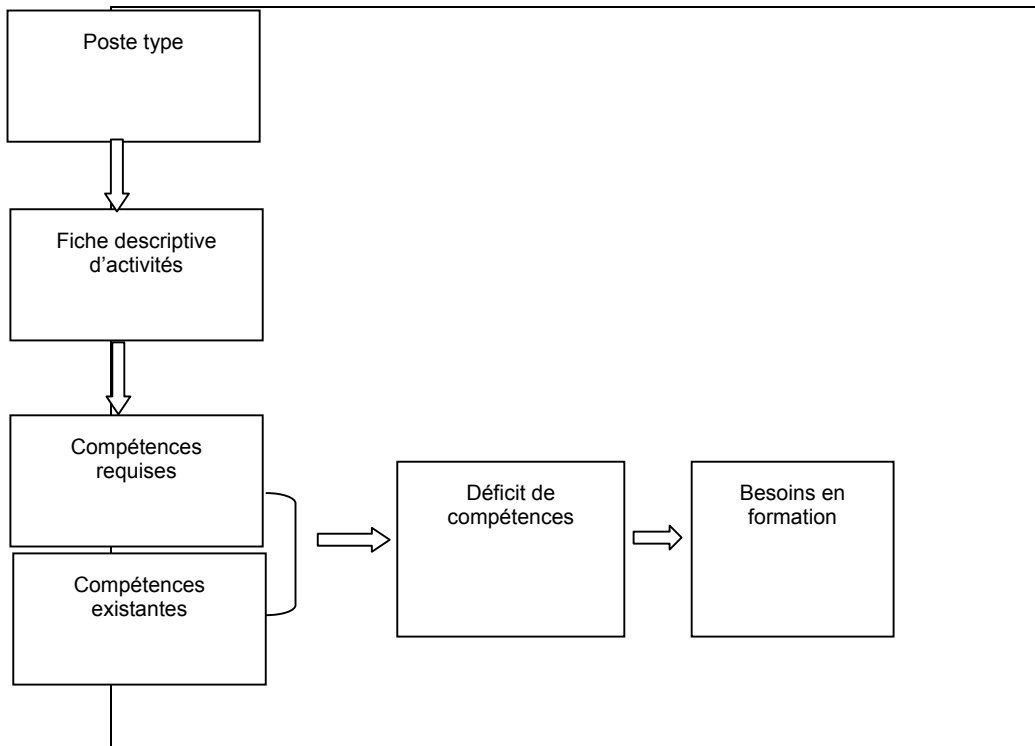 Poste type
Fiche descriptive
d’activités
Compétences
requises
Compétences
existantes
Déficit de
compétences
Besoins en
formation